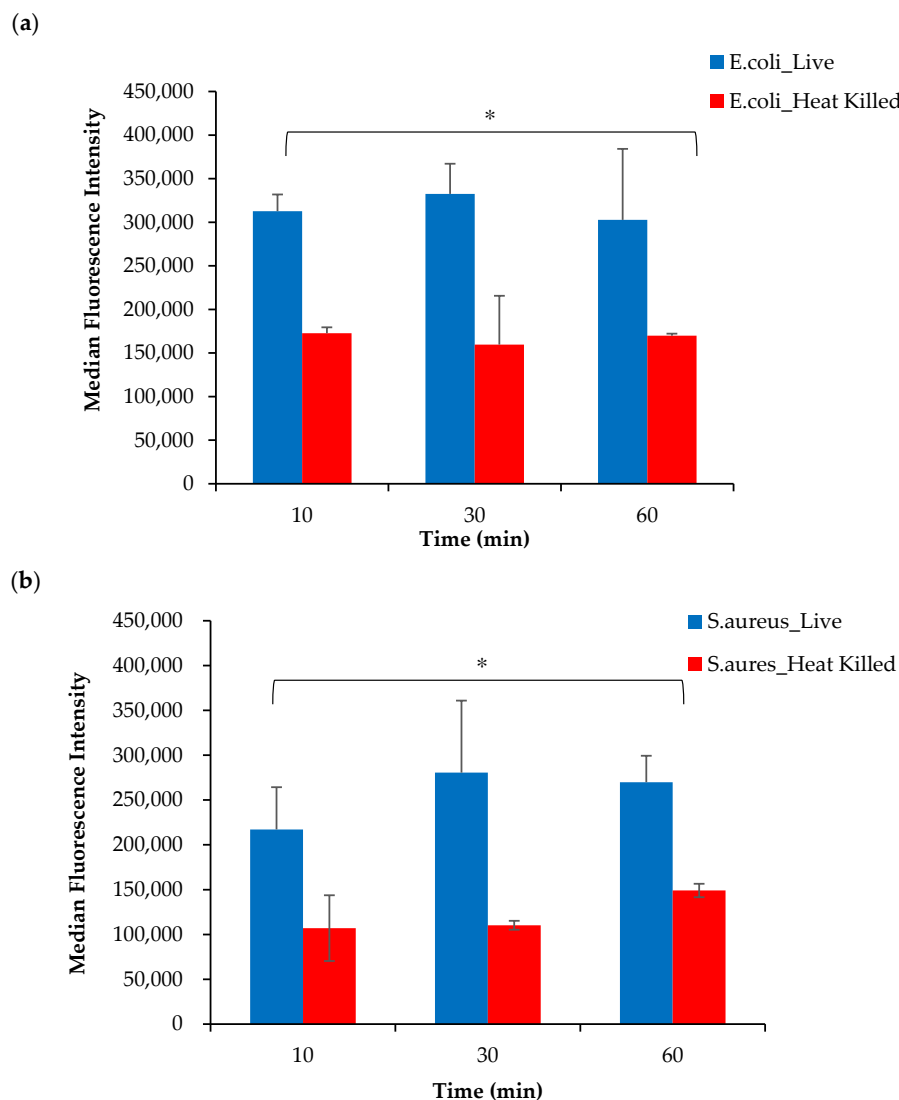 (a)
E.coli_Live
E.coli_Heat Killed
*
450,000
400,000
350,000
300,000
250,000
200,000
150,000
100,000
50,000
0
Median Fluorescence Intensity
10 30 60
Time (min)
(b)
S.aureus_Live
S.aures_Heat Killed
*
450,000
400,000
350,000
300,000
250,000
200,000
150,000
100,000
50,000
0
Median Fluorescence Intensity
10 30 60
Time (min)